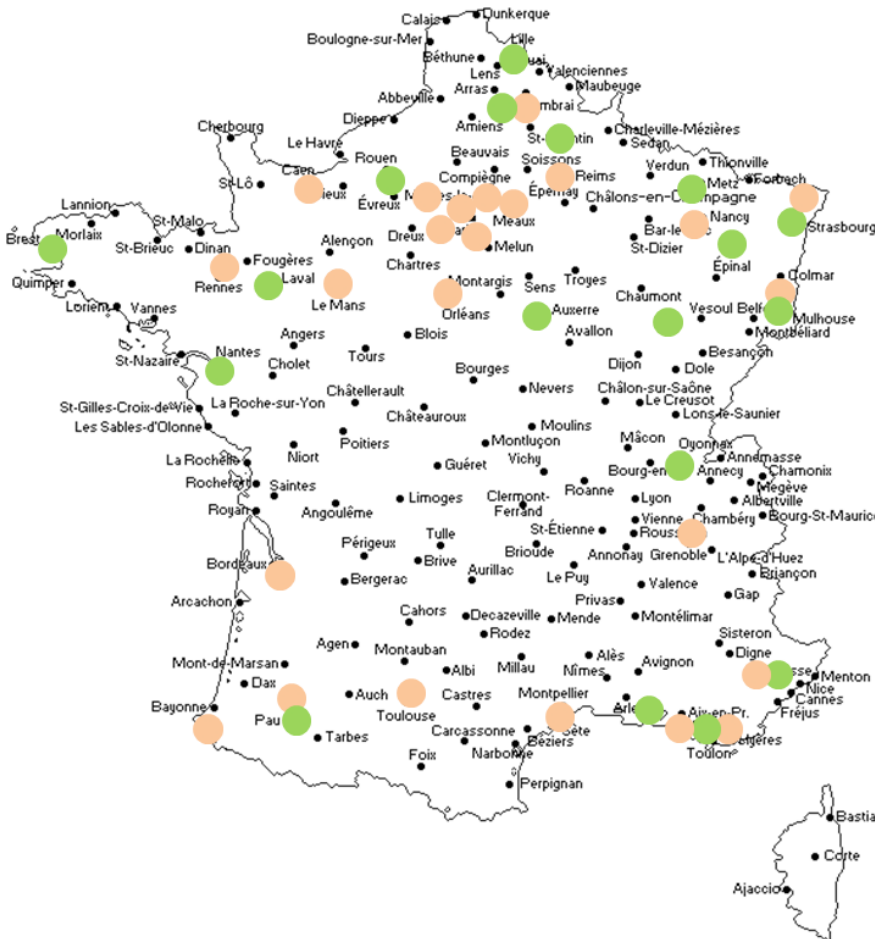 Dunkerque
Calais
Boulogne-sur-Mer
Lille
Béthune
Lens
Valenciennes
Arras
Maubeuge
Abbeville
Dieppe
Amiens
Cherbourg
Charleville-Mézières
Sedan
Le Havre
Rouen
Beauvais
Soissons
Caen
St-Lô
Compiègne
Reims
Verdun
Thionville
Forbach
Metz
Évreux
Épernay
Châlons-en-Champagne
Lannion
St-Malo
Meaux
Nancy
Strasbourg
Brest
Morlaix
St-Brieuc
Dinan
Dreux
Melun
St-Dizier
Alençon
Fougères
Chartres
Épinal
Colmar
Quimper
Rennes
Laval
Le Mans
Montargis
Sens
Troyes
Chaumont
Orléans
Lorient
Vannes
Auxerre
Vesoul
Mulhouse
Montbéliard
Angers
Blois
Avallon
St-Nazaire
Nantes
Cholet
Tours
Dijon
Besançon
Dole
Bourges
Nevers
Châlon-sur-Saône
Le Creusot
Châtellerault
St-Gilles-Croix-de-Vie
La Roche-sur-Yon
Châteauroux
Lons-le-Saunier
Les Sables-d'Olonne
Moulins
Poitiers
Niort
Montluçon
Mâcon
Oyonnax
Annemasse
La Rochelle
Guéret
Vichy
Annecy
Chamonix
Rochefort
Saintes
Roanne
Megève
Limoges
Clermont-
Ferrand
Lyon
Albertville
Royan
Angoulême
Vienne
Chambéry
Bourg-St-Maurice
St-Étienne
Périgueux
Tulle
Brive
Brioude
Annonay
Grenoble
L'Alpe-d'Huez
Bordeaux
Bergerac
Aurillac
Le Puy
Briançon
Valence
Arcachon
Privas
Gap
Cahors
Decazeville
Mende
Montélimar
Rodez
Sisteron
Agen
Montauban
Digne
Mont-de-Marsan
Albi
Millau
Alès
Avignon
Nîmes
Menton
Dax
Auch
Castres
Nice
Cannes
Bayonne
Toulouse
Montpellier
Aix-en-Pr.
Fréjus
Pau
Tarbes
Carcassonne
Béziers
Toulon
Foix
Narbonne
Perpignan
Bastia
Corte
Ajaccio